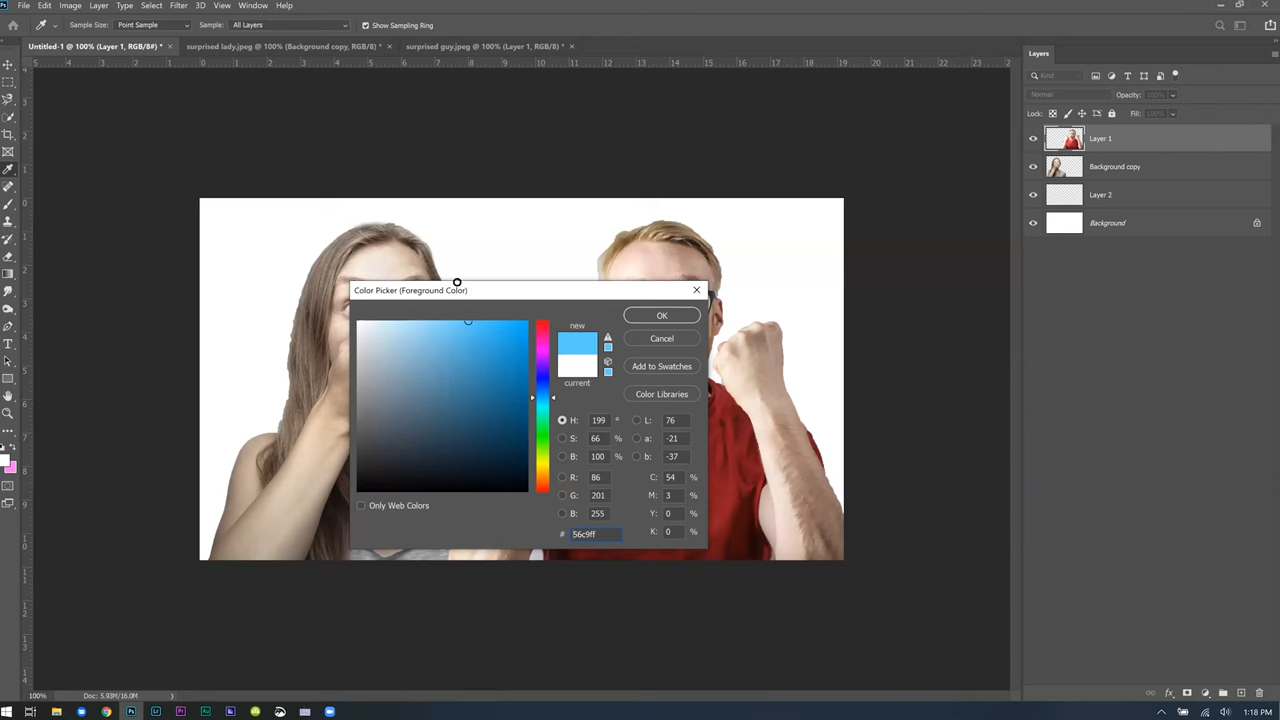 File Edit Image Layer Type Select Filter 3D View Window Help
Sample Size: Point Sample Sample: All Layers Show Sampling Ring
Untitled-1 @ 100% (Layer 1, RGB/8#) * × surprised lady.jpeg @ 100% (Background copy, RGB/8) * × surprised guy.jpeg @ 100% (Layer 1, RGB/8) * ×
Layers
Kind
Normal Opacity: 100%
Lock: Fill: 100%
Layer 1
Background copy
Layer 2
Background
Color Picker (Foreground Color)
new
current
OK
Cancel
Add to Swatches
Color Libraries
H: 199 ° L: 76
S: 66 % a: -21
B: 100 % b: -37
R: 86 C: 54 %
G: 201 M: 3 %
B: 255 Y: 0 %
# 56c9ff K: 0 %
Only Web Colors
100% Doc: 5.93M/16.0M
1:18 PM